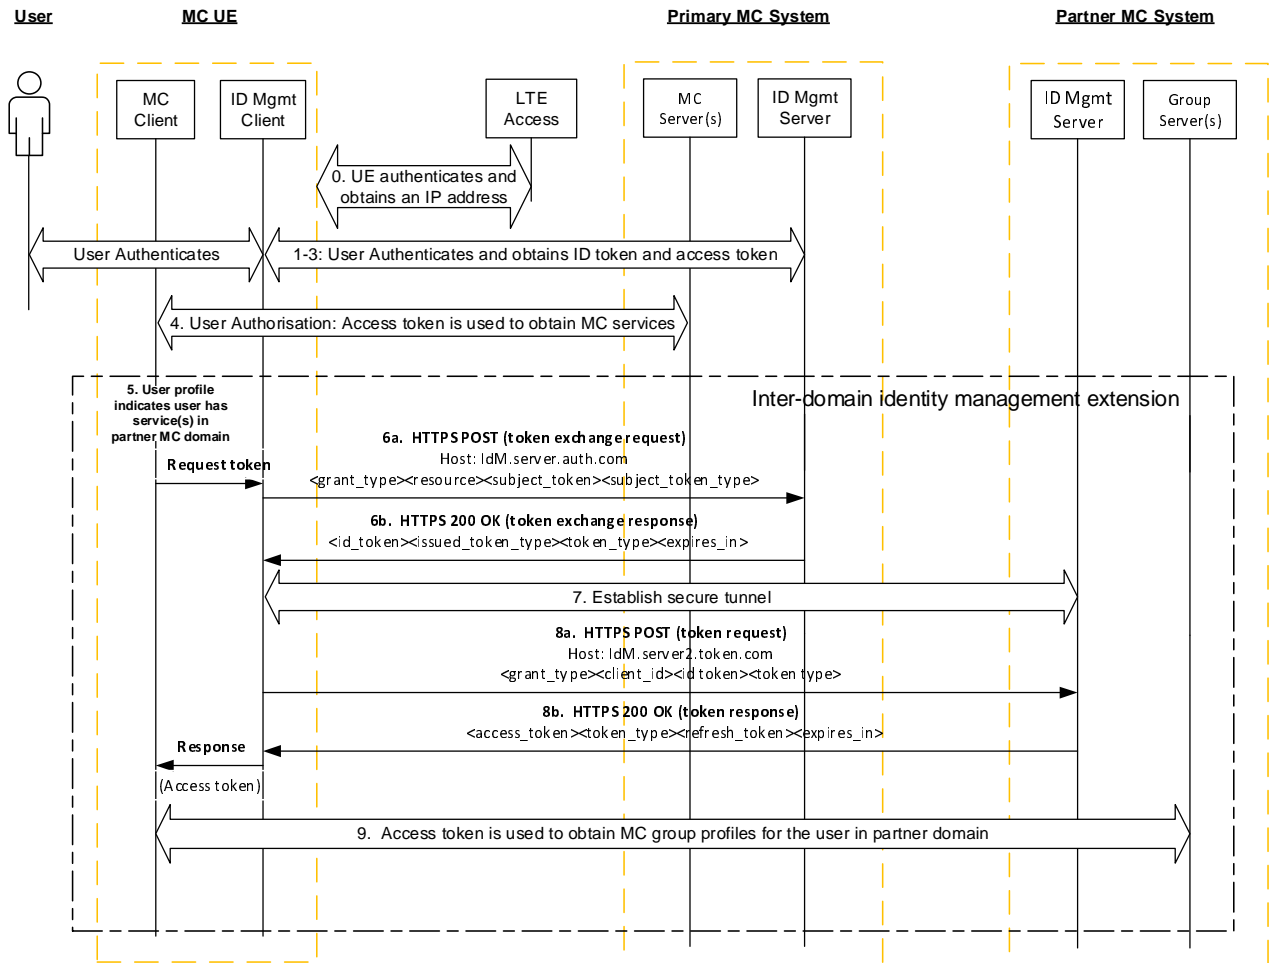 User
MC UE
Primary MC System
Partner MC System
MC
Client
ID Mgmt
Client
LTE
Access
MC
Server(s)
ID Mgmt
Server
ID Mgmt
Server
Group
Server(s)
0. UE authenticates and
obtains an IP address
User Authenticates
1-3: User Authenticates and obtains ID token and access token
4. User Authorisation: Access token is used to obtain MC services
5. User profile
indicates user has
service(s) in
partner MC domain
Inter-domain identity management extension
Request token
6a. HTTPS POST (token exchange request)
Host: IdM.server.auth.com
<grant_type><resource><subject_token><subject_token_type>
6b. HTTPS 200 OK (token exchange response)
<id_token><issued_token_type><token_type><expires_in>
7. Establish secure tunnel
8a. HTTPS POST (token request)
Host: IdM.server2.token.com
<grant_type><client_id><id token><token type>
8b. HTTPS 200 OK (token response)
<access_token><token_type><refresh_token><expires_in>
Response
(Access token)
9. Access token is used to obtain MC group profiles for the user in partner domain